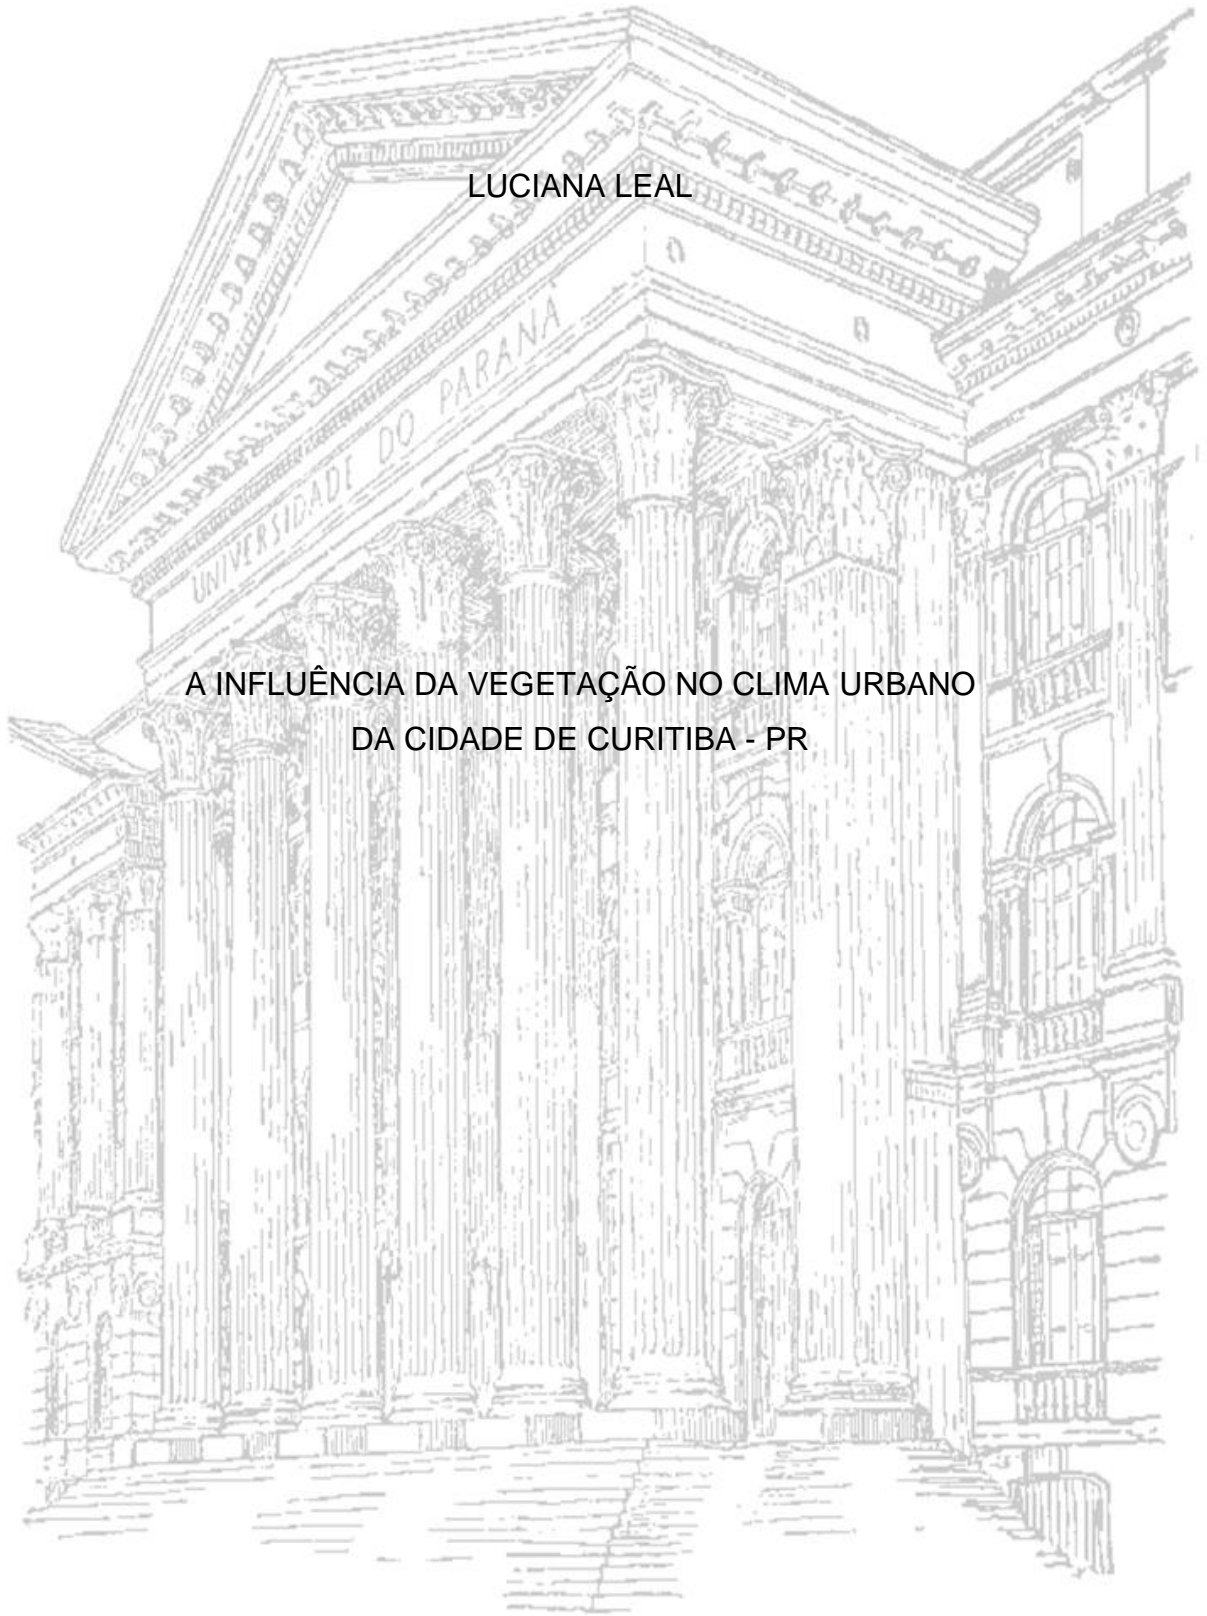 LUCIANA LEAL
UNIVERSIDADE DO PARANÁ
A INFLUÊNCIA DA VEGETAÇÃO NO CLIMA URBANO
DA CIDADE DE CURITIBA - PR